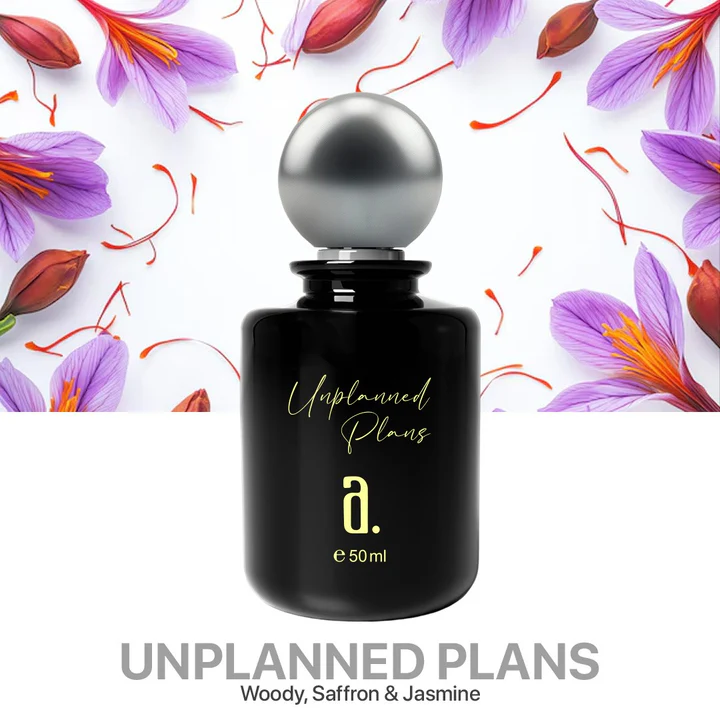 Unplanned
Plans
a.
℮ 50 ml
UNPLANNED PLANS
Woody, Saffron & Jasmine